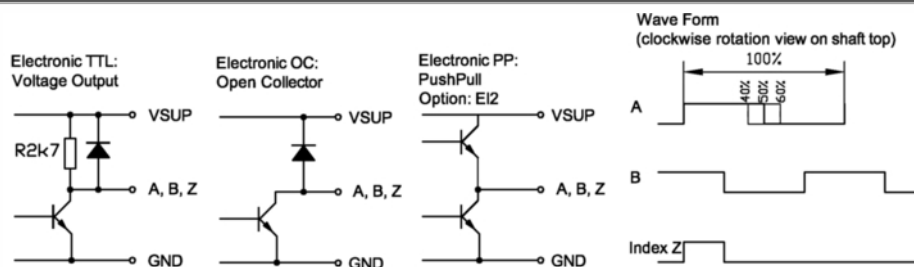 Electronic TTL:
Voltage Output
VSUP
R2k7
A, B, Z
GND
Electronic OC:
Open Collector
VSUP
A, B, Z
GND
Electronic PP:
PushPull
Option: EI2
VSUP
A, B, Z
GND
Wave Form
(clockwise rotation view on shaft top)
100%
40%
50%
60%
A
B
Index Z